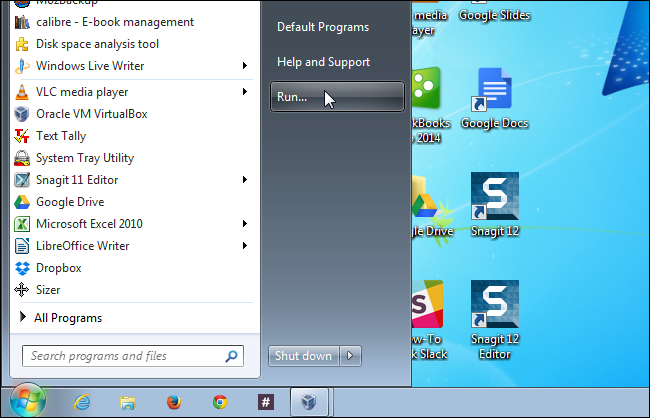 MozBackup
calibre - E-book management
Disk space analysis tool
Windows Live Writer
VLC media player
Oracle VM VirtualBox
Text Tally
System Tray Utility
Snagit 11 Editor
Google Drive
Microsoft Excel 2010
LibreOffice Writer
Dropbox
Sizer
All Programs
Search programs and files
Default Programs
Help and Support
Run...
Shut down
media
ayer
Google Slides
kBooks
2014
Google Docs
gle Drive
Snagit 12
w-To
k Slack
Snagit 12
Editor